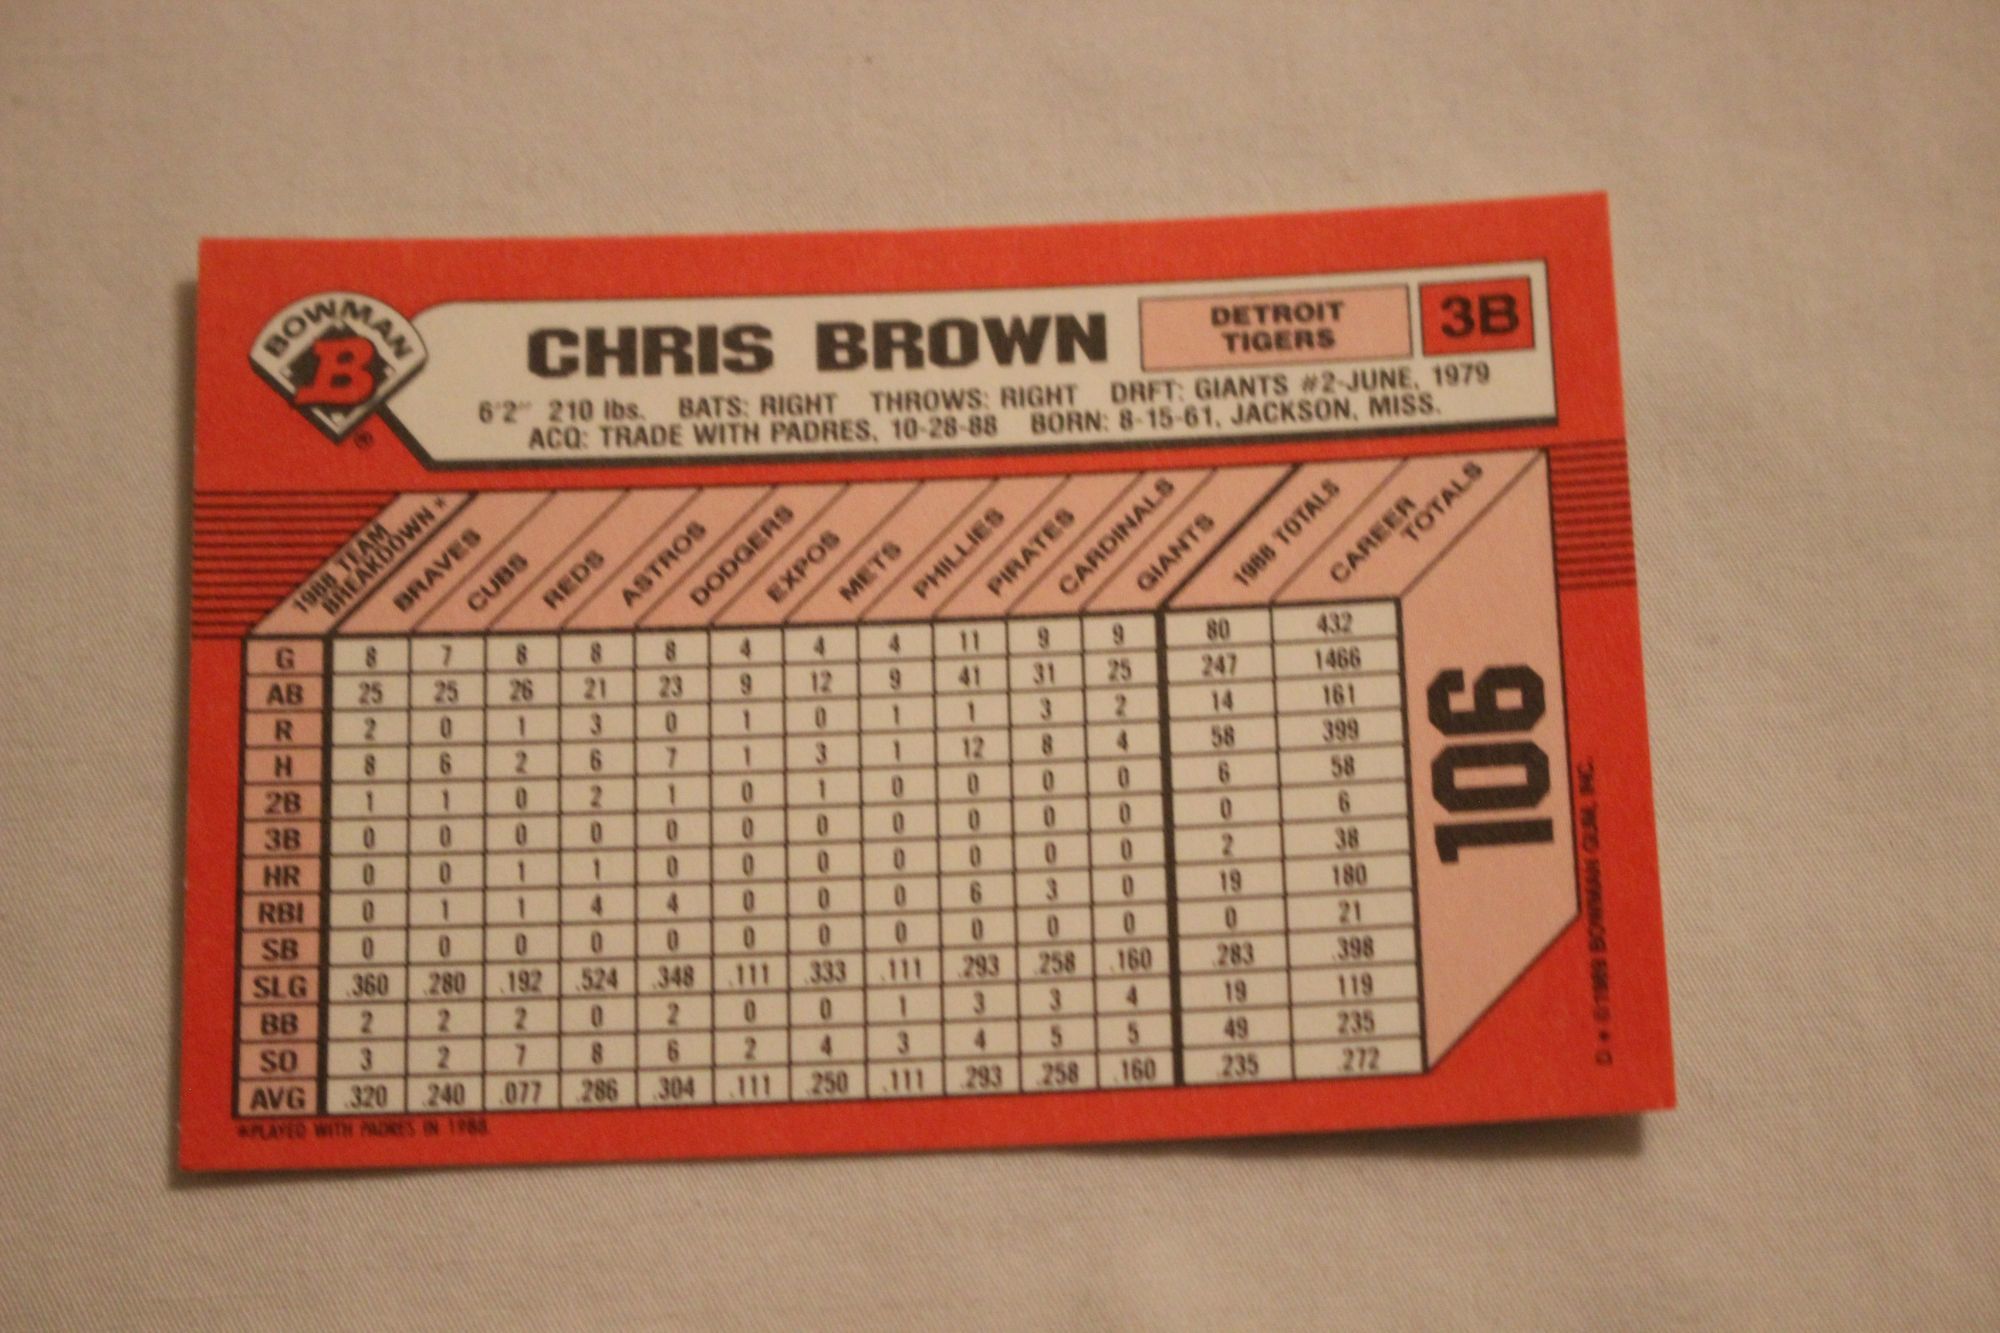 BOWMAN
B
®
CHRIS BROWN
DETROIT
TIGERS
3B
6'2" 210 lbs. BATS: RIGHT THROWS: RIGHT DRFT: GIANTS #2-JUNE, 1979
ACQ: TRADE WITH PADRES, 10-28-88 BORN: 8-15-61, JACKSON, MISS.
1988 TEAM
BREAKDOWN*
BRAVES
CUBS
REDS
ASTROS
DODGERS
EXPOS
METS
PHILLIES
PIRATES
CARDINALS
GIANTS
1988 TOTALS
CAREER
TOTALS
G 8 7 8 8 8 4 4 4 11 9 9 80 432
AB 25 25 26 21 23 9 12 9 41 31 25 247 1466
R 2 0 1 3 0 1 0 1 1 3 2 14 161
H 8 6 2 6 7 1 3 1 12 8 4 58 399
2B 1 1 0 2 1 0 1 0 0 0 0 6 58
3B 0 0 0 0 0 0 0 0 0 0 0 0 6
HR 0 0 1 1 0 0 0 0 0 0 0 2 38
RBI 0 1 1 4 4 0 0 0 6 3 0 19 180
SB 0 0 0 0 0 0 0 0 0 0 0 0 21
SLG .360 .280 .192 .524 .348 .111 .333 .111 .293 .258 .160 .283 .398
BB 2 2 2 0 2 0 0 1 3 3 4 19 119
SO 3 2 7 8 6 2 4 3 4 5 5 49 235
AVG .320 .240 .077 .286 .304 .111 .250 .111 .293 .258 .160 .235 .272
*PLAYED WITH PADRES IN 1988.
106
D * ©1989 BOWMAN GUM, INC.